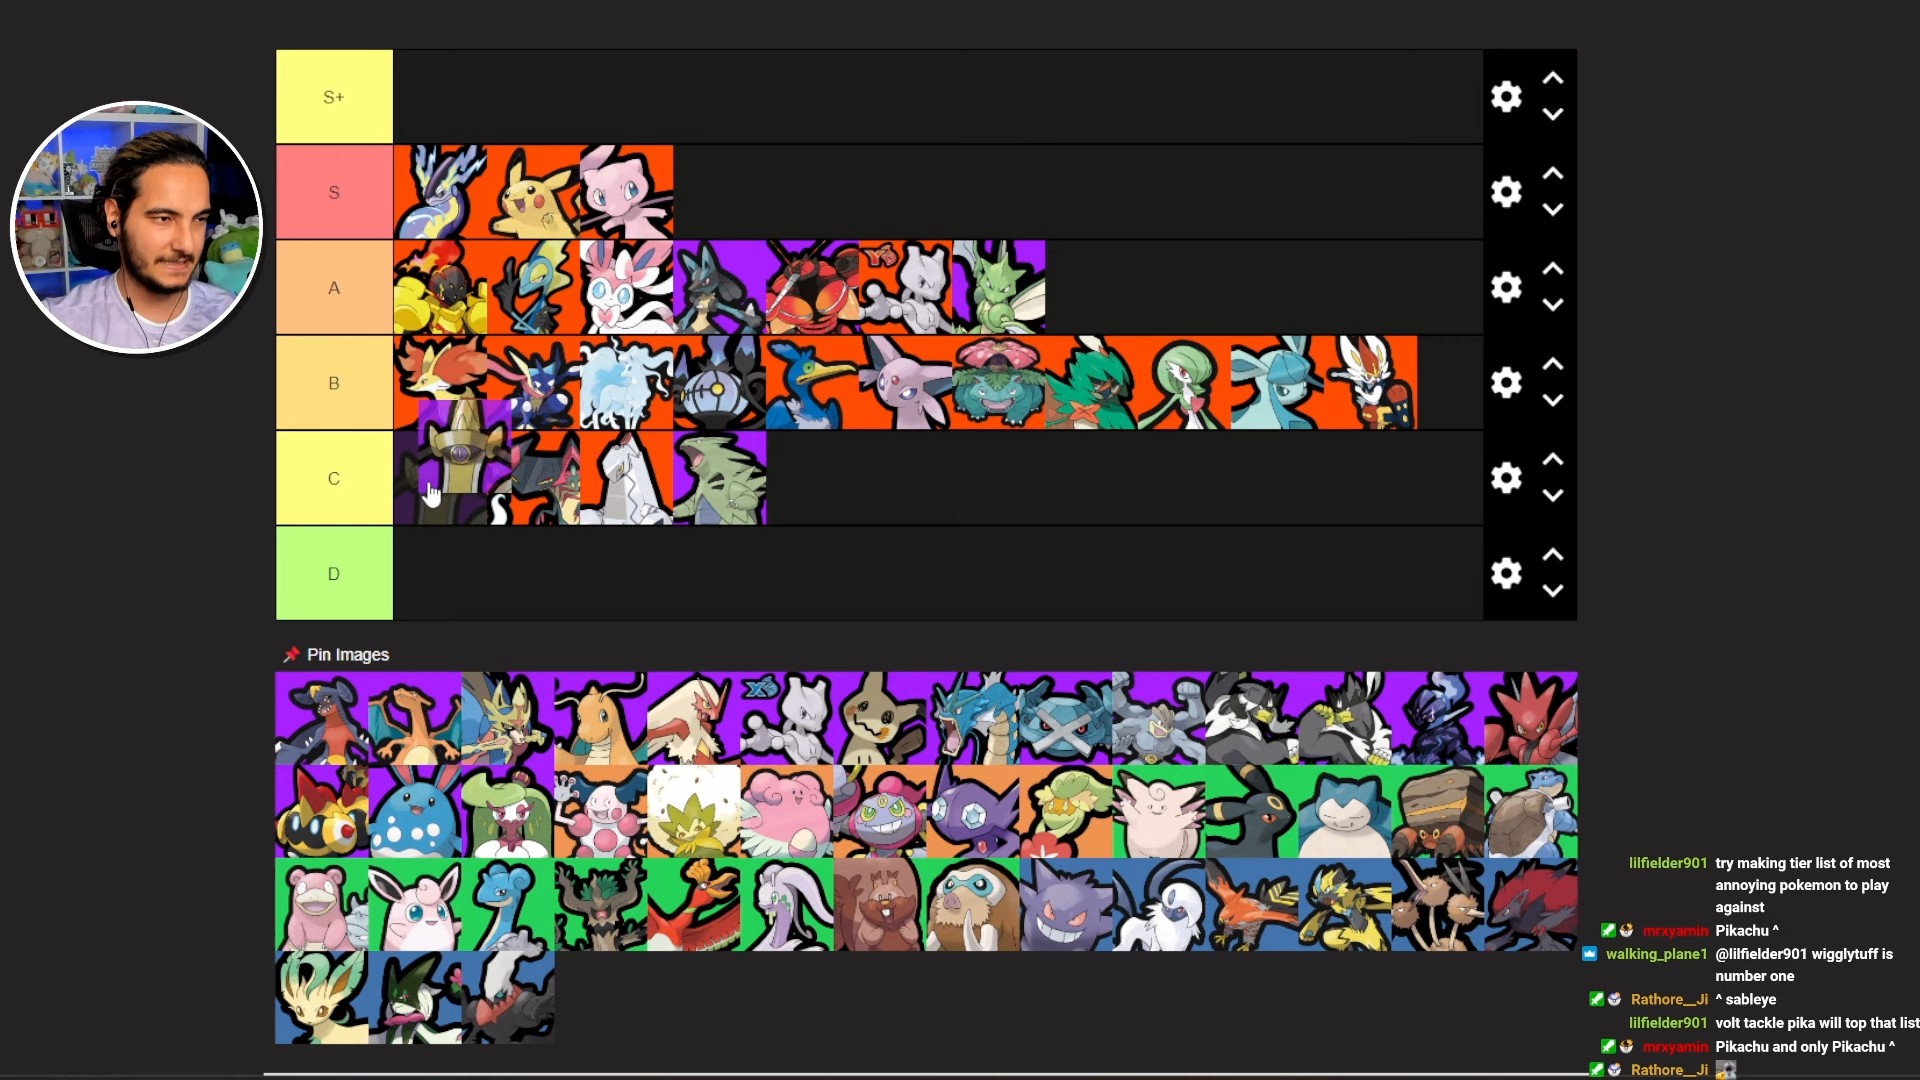 S+
S
A
Y
B
C
D
Pin Images
X
lilfielder901 try making tier list of most
annoying pokemon to play
against
mrxyamin Pikachu ^
walking_plane1 @lilfielder901 wigglytuff is
number one
Rathore__Ji ^ sableye
lilfielder901 volt tackle pika will top that list
mrxyamin Pikachu and only Pikachu ^
Rathore__Ji